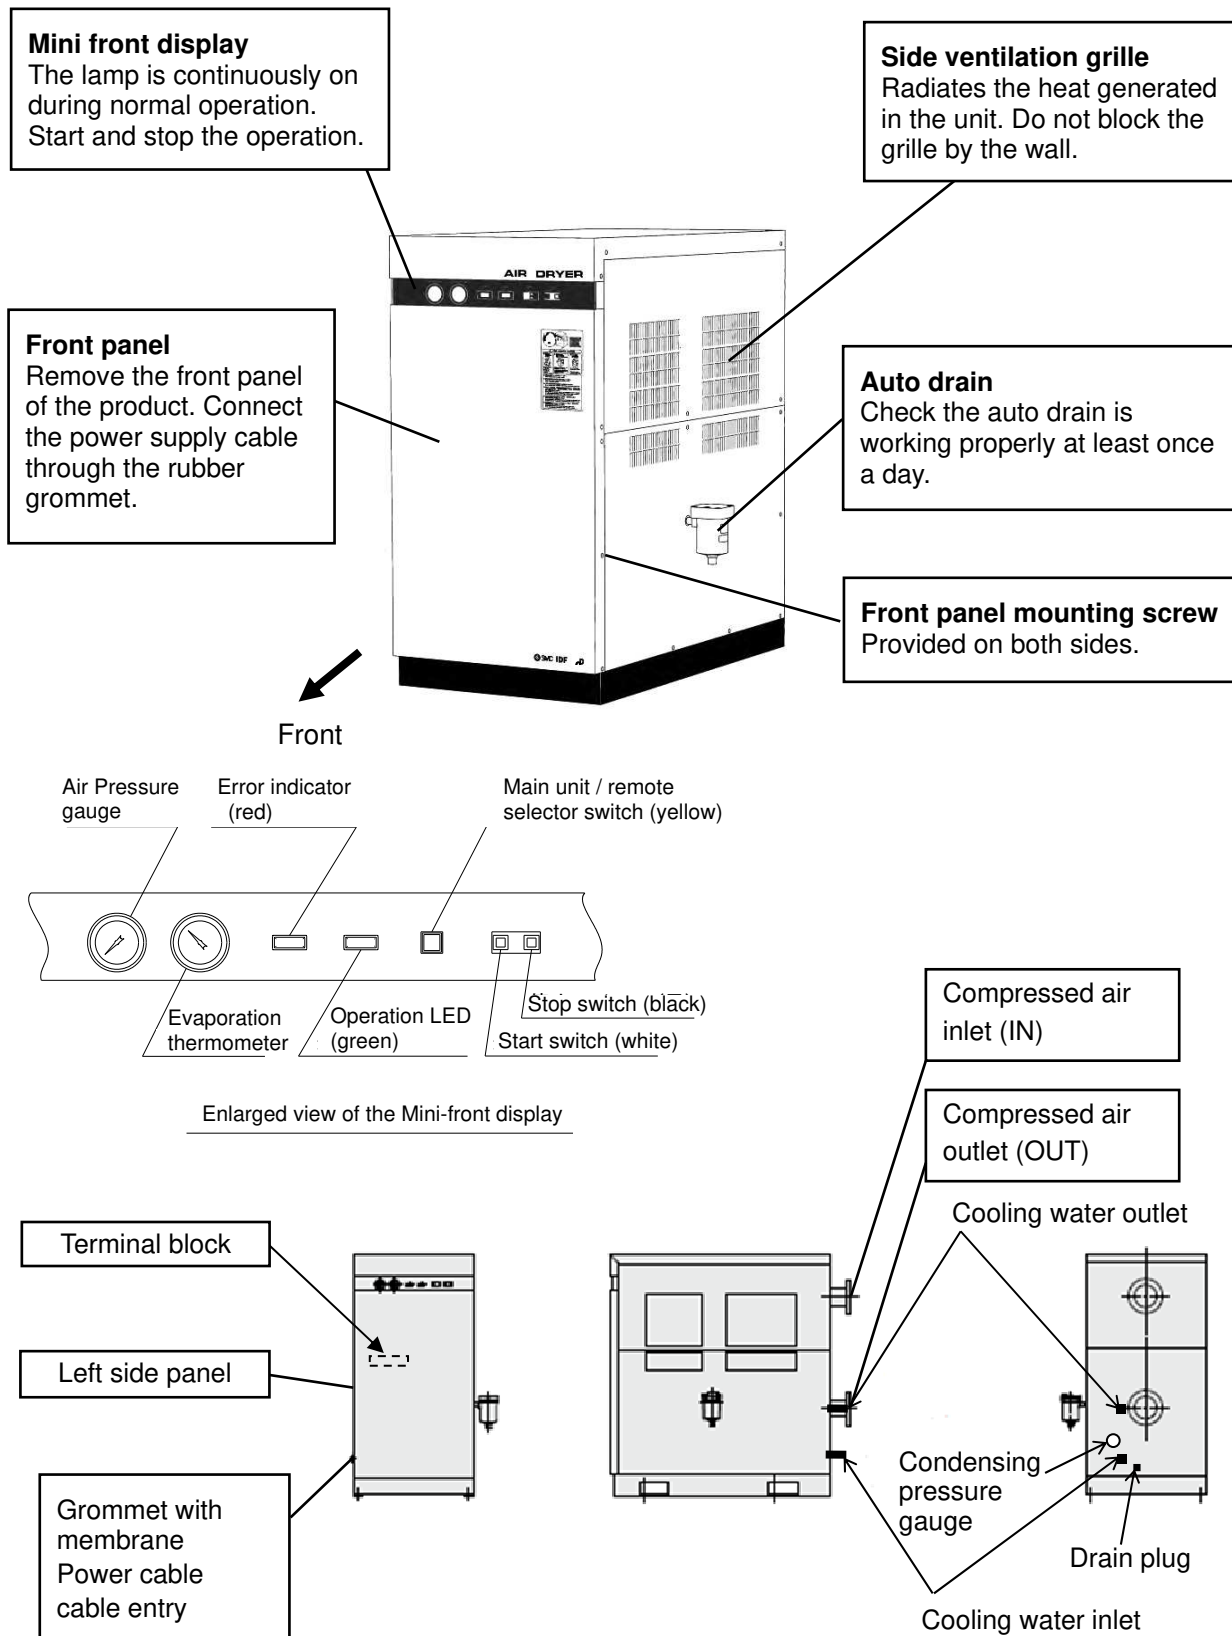 Mini front display
The lamp is continuously on
during normal operation.
Start and stop the operation.
Side ventilation grille
Radiates the heat generated
in the unit. Do not block the
grille by the wall.
AIR DRYER
Front panel
Remove the front panel
of the product. Connect
the power supply cable
through the rubber
grommet.
Auto drain
Check the auto drain is
working properly at least once
a day.
Front panel mounting screw
Provided on both sides.
SMC IDF
Front
Air Pressure
gauge
Error indicator
(red)
Main unit / remote
selector switch (yellow)
Evaporation
thermometer
Operation LED
(green)
Stop switch (black)
Start switch (white)
Enlarged view of the Mini-front display
Compressed air
inlet (IN)
Compressed air
outlet (OUT)
Cooling water outlet
Terminal block
Left side panel
Grommet with
membrane
Power cable
cable entry
Condensing
pressure
gauge
Drain plug
Cooling water inlet